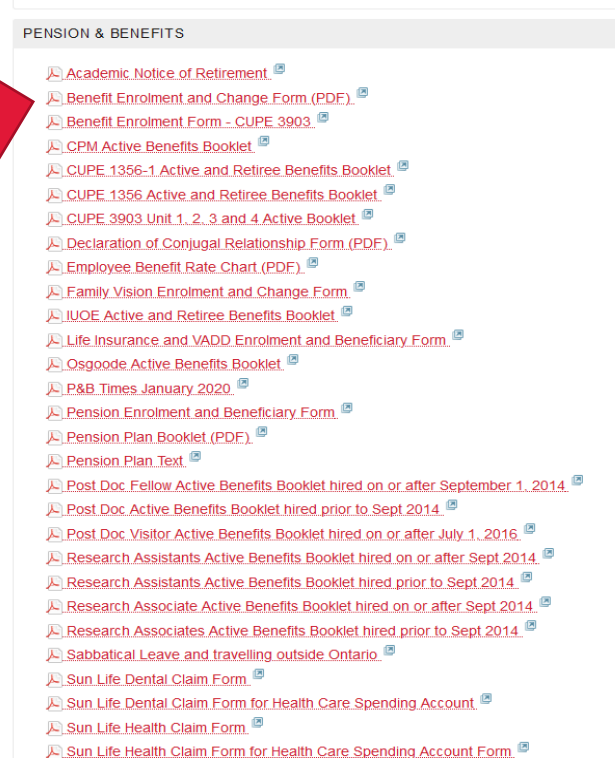 PENSION & BENEFITS
Academic Notice of Retirement
Benefit Enrolment and Change Form (PDF)
Benefit Enrolment Form - CUPE 3903
CPM Active Benefits Booklet
CUPE 1356-1 Active and Retiree Benefits Booklet
CUPE 1356 Active and Retiree Benefits Booklet
CUPE 3903 Unit 1, 2, 3 and 4 Active Booklet
Declaration of Conjugal Relationship Form (PDF)
Employee Benefit Rate Chart (PDF)
Family Vision Enrolment and Change Form
IUOE Active and Retiree Benefits Booklet
Life Insurance and VADD Enrolment and Beneficiary Form
Osgoode Active Benefits Booklet
P&B Times January 2020
Pension Enrolment and Beneficiary Form
Pension Plan Booklet (PDF)
Pension Plan Text
Post Doc Fellow Active Benefits Booklet hired on or after September 1, 2014
Post Doc Active Benefits Booklet hired prior to Sept 2014
Post Doc Visitor Active Benefits Booklet hired on or after July 1, 2016
Research Assistants Active Benefits Booklet hired on or after Sept 2014
Research Assistants Active Benefits Booklet hired prior to Sept 2014
Research Associate Active Benefits Booklet hired on or after Sept 2014
Research Associates Active Benefits Booklet hired prior to Sept 2014
Sabbatical Leave and travelling outside Ontario
Sun Life Dental Claim Form
Sun Life Dental Claim Form for Health Care Spending Account
Sun Life Health Claim Form
Sun Life Health Claim Form for Health Care Spending Account Form